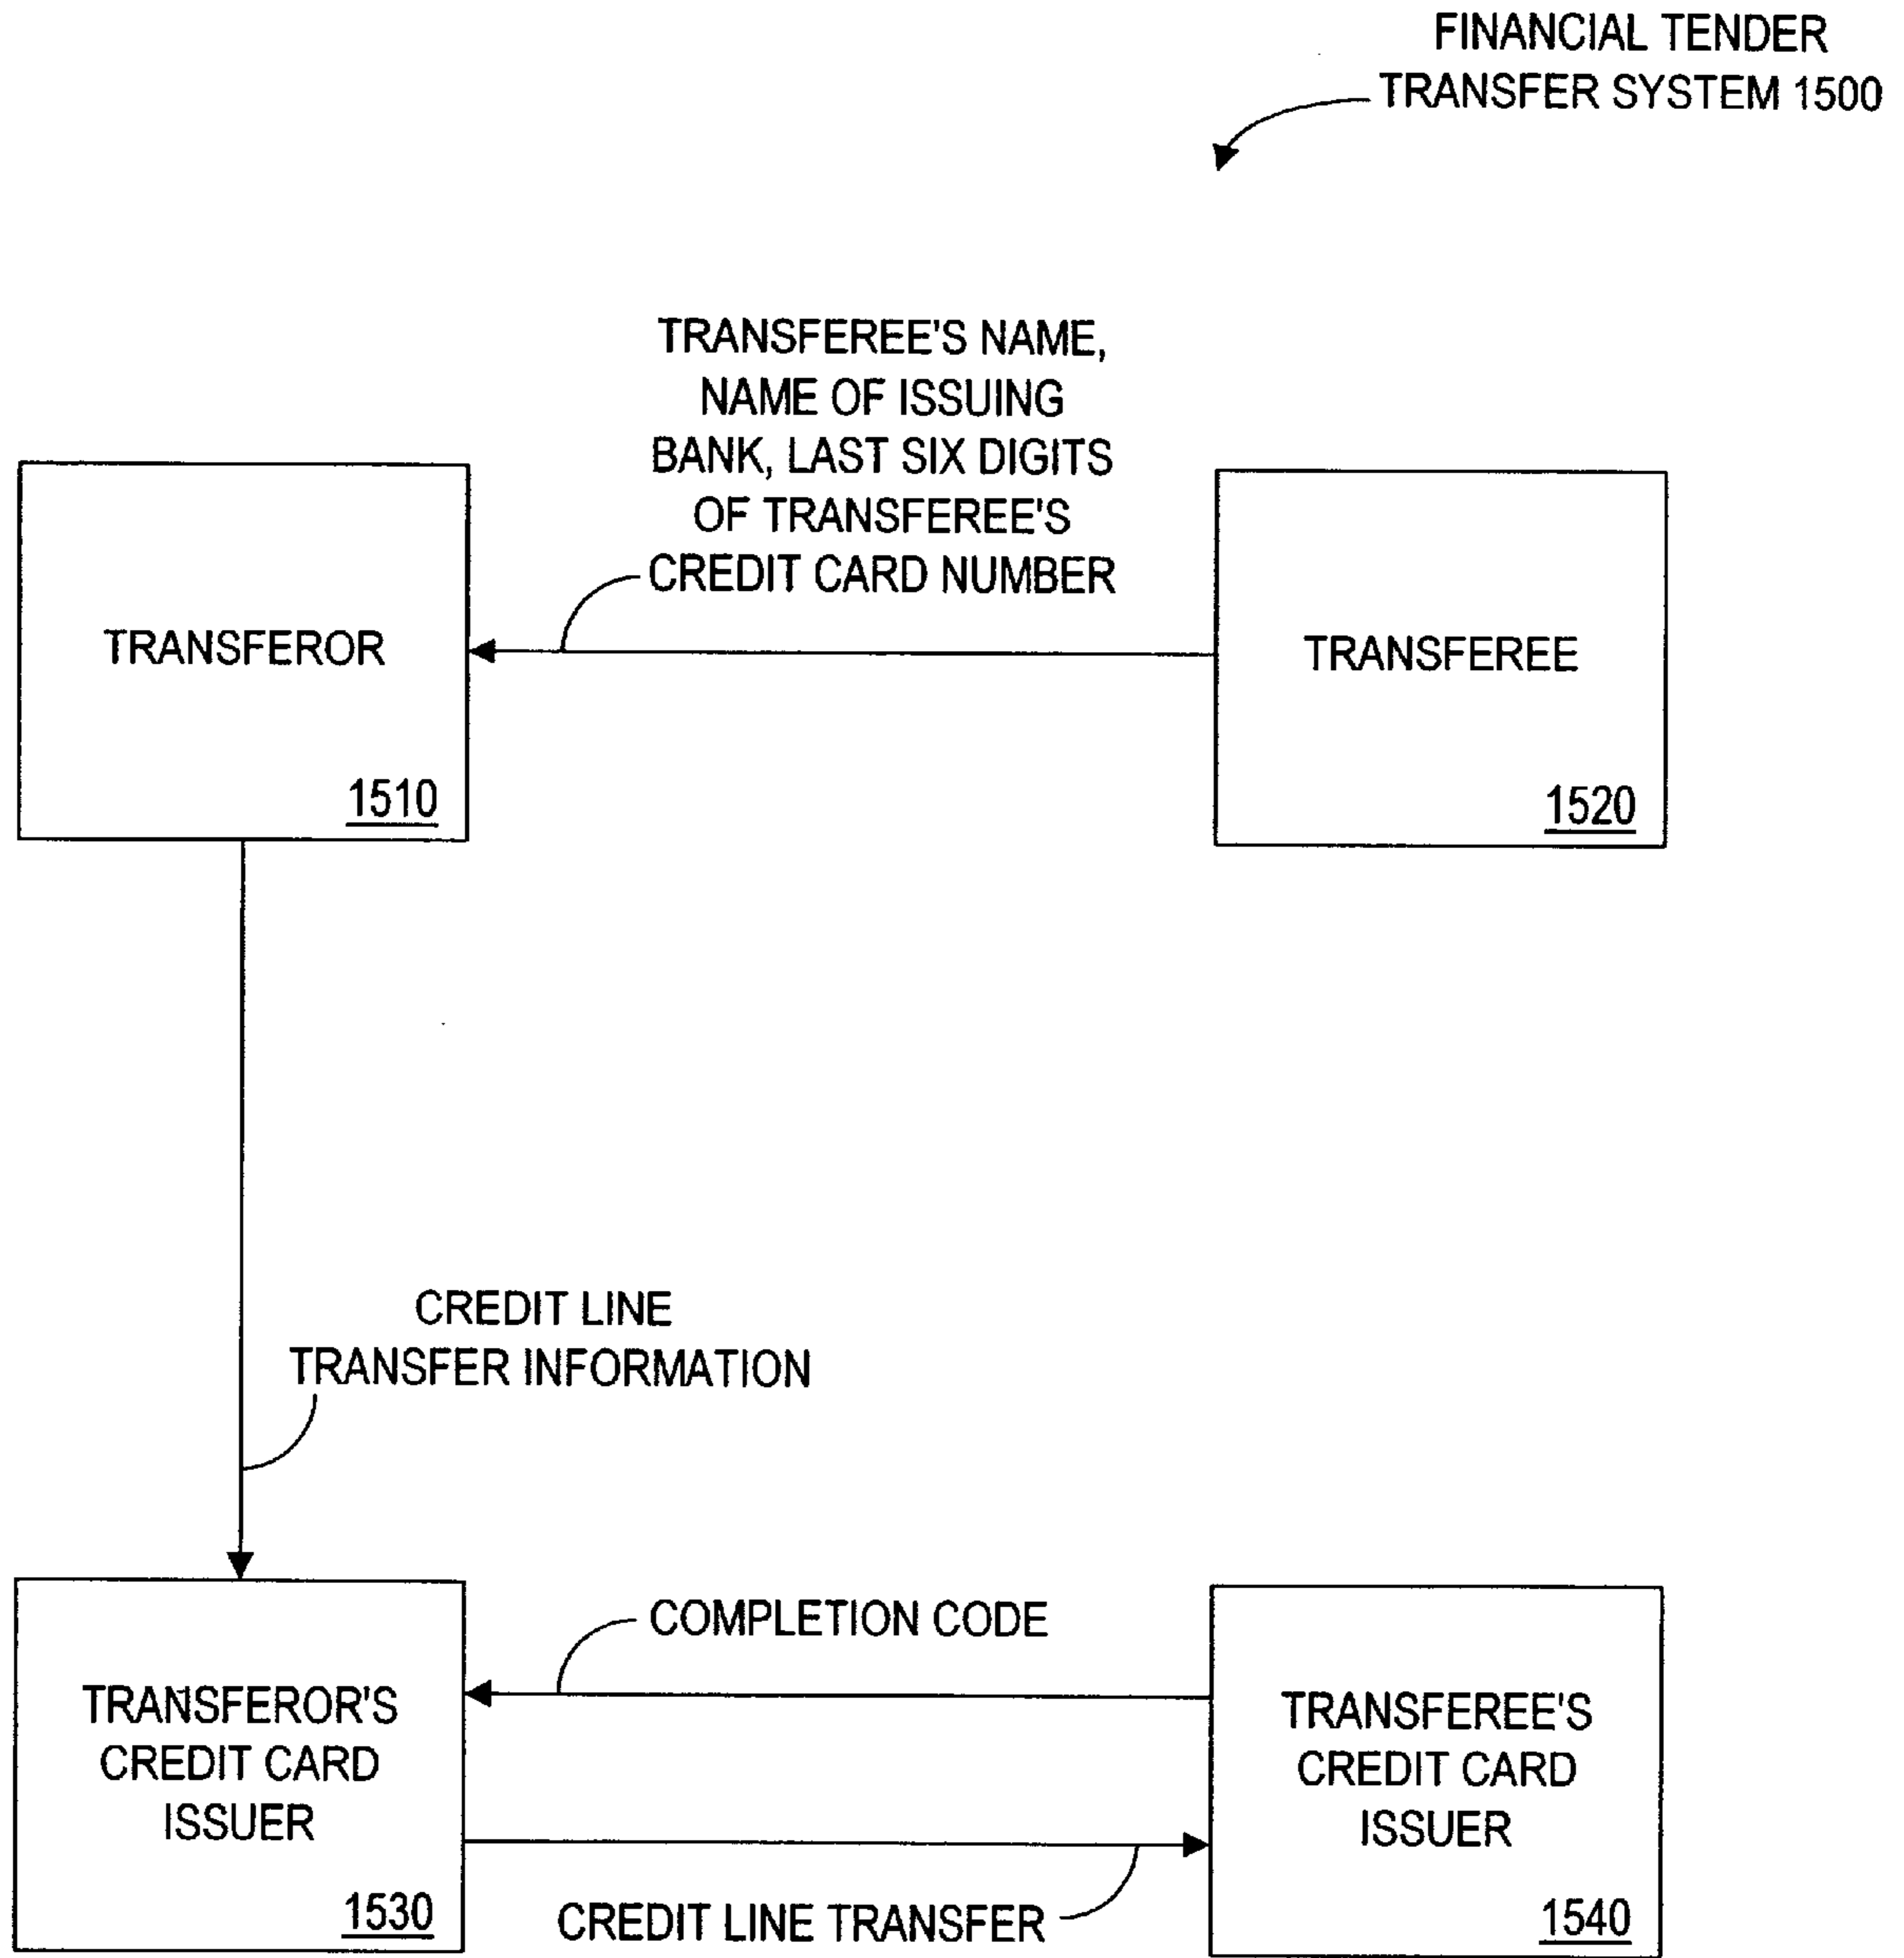 FINANCIAL TENDER
TRANSFER SYSTEM 1500
TRANSFEREE'S NAME,
NAME OF ISSUING
BANK, LAST SIX DIGITS
OF TRANSFEREE'S
CREDIT CARD NUMBER
TRANSFEROR
1510
TRANSFEREE
1520
CREDIT LINE
TRANSFER INFORMATION
COMPLETION CODE
TRANSFEROR'S
CREDIT CARD
ISSUER
1530
TRANSFEREE'S
CREDIT CARD
ISSUER
1540
CREDIT LINE TRANSFER